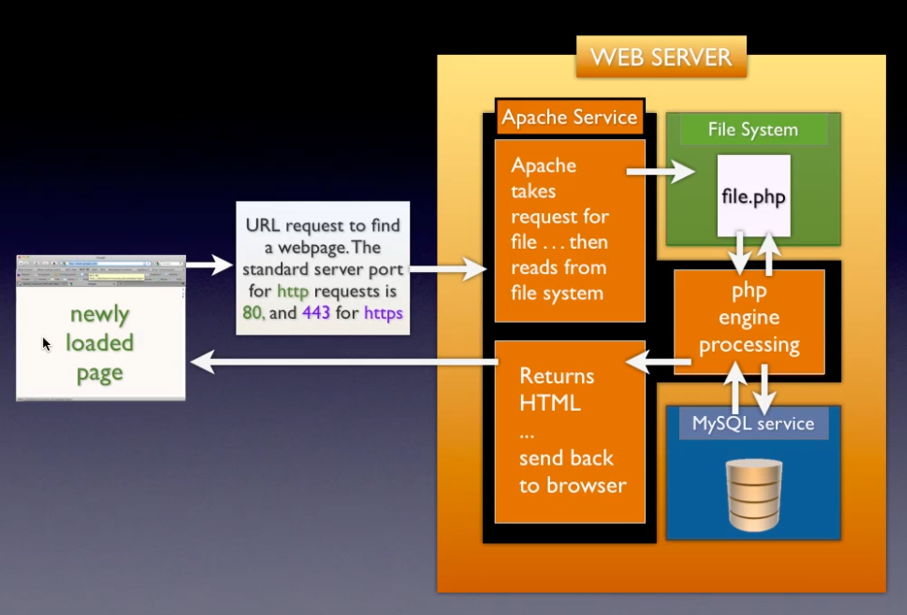 WEB SERVER
Apache Service
Apache
takes
request for
file . . . then
reads from
file system
File System
file.php
URL request to find
a webpage. The
standard server port
for http requests is
80, and 443 for https
newly
loaded
page
php
engine
processing
Returns
HTML
...
send back
to browser
MySQL service